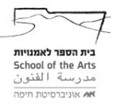 בית הספר לאמנויות
School of the Arts
مدرسة الفنون
אוניברסיטת חיפה